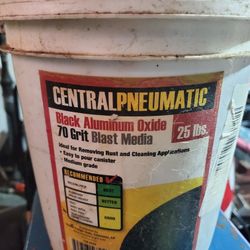 CENTRALPNEUMATIC
Black Aluminum Oxide
70 Grit Blast Media
25 lbs.
Ideal for Removing Rust and Cleaning Applications
• Easy to pour canister
• Medium grade
RECOMMENDED
BEST
BETTER
GOOD